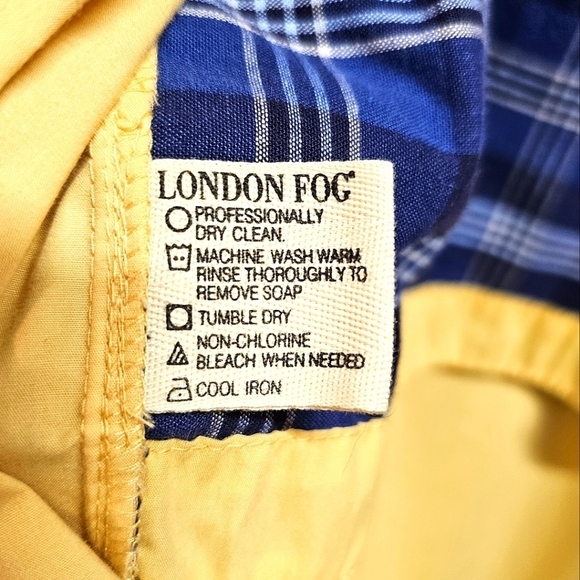 LONDON FOG®
PROFESSIONALLY
DRY CLEAN.
MACHINE WASH WARM
RINSE THOROUGHLY TO
REMOVE SOAP
TUMBLE DRY
NON-CHLORINE
BLEACH WHEN NEEDED
COOL IRON